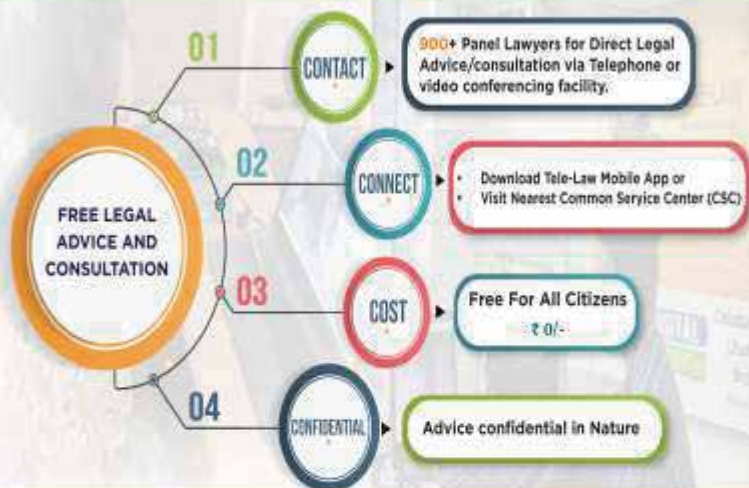 FREE LEGAL
ADVICE AND
CONSULTATION
01
CONTACT
900+ Panel Lawyers for Direct Legal
Advice/consultation via Telephone or
video conferencing facility.
02
CONNECT
• Download Tele-Law Mobile App or
• Visit Nearest Common Service Center (CSC)
03
COST
Free For All Citizens
₹ 0/-
04
CONFIDENTIAL
Advice confidential in Nature